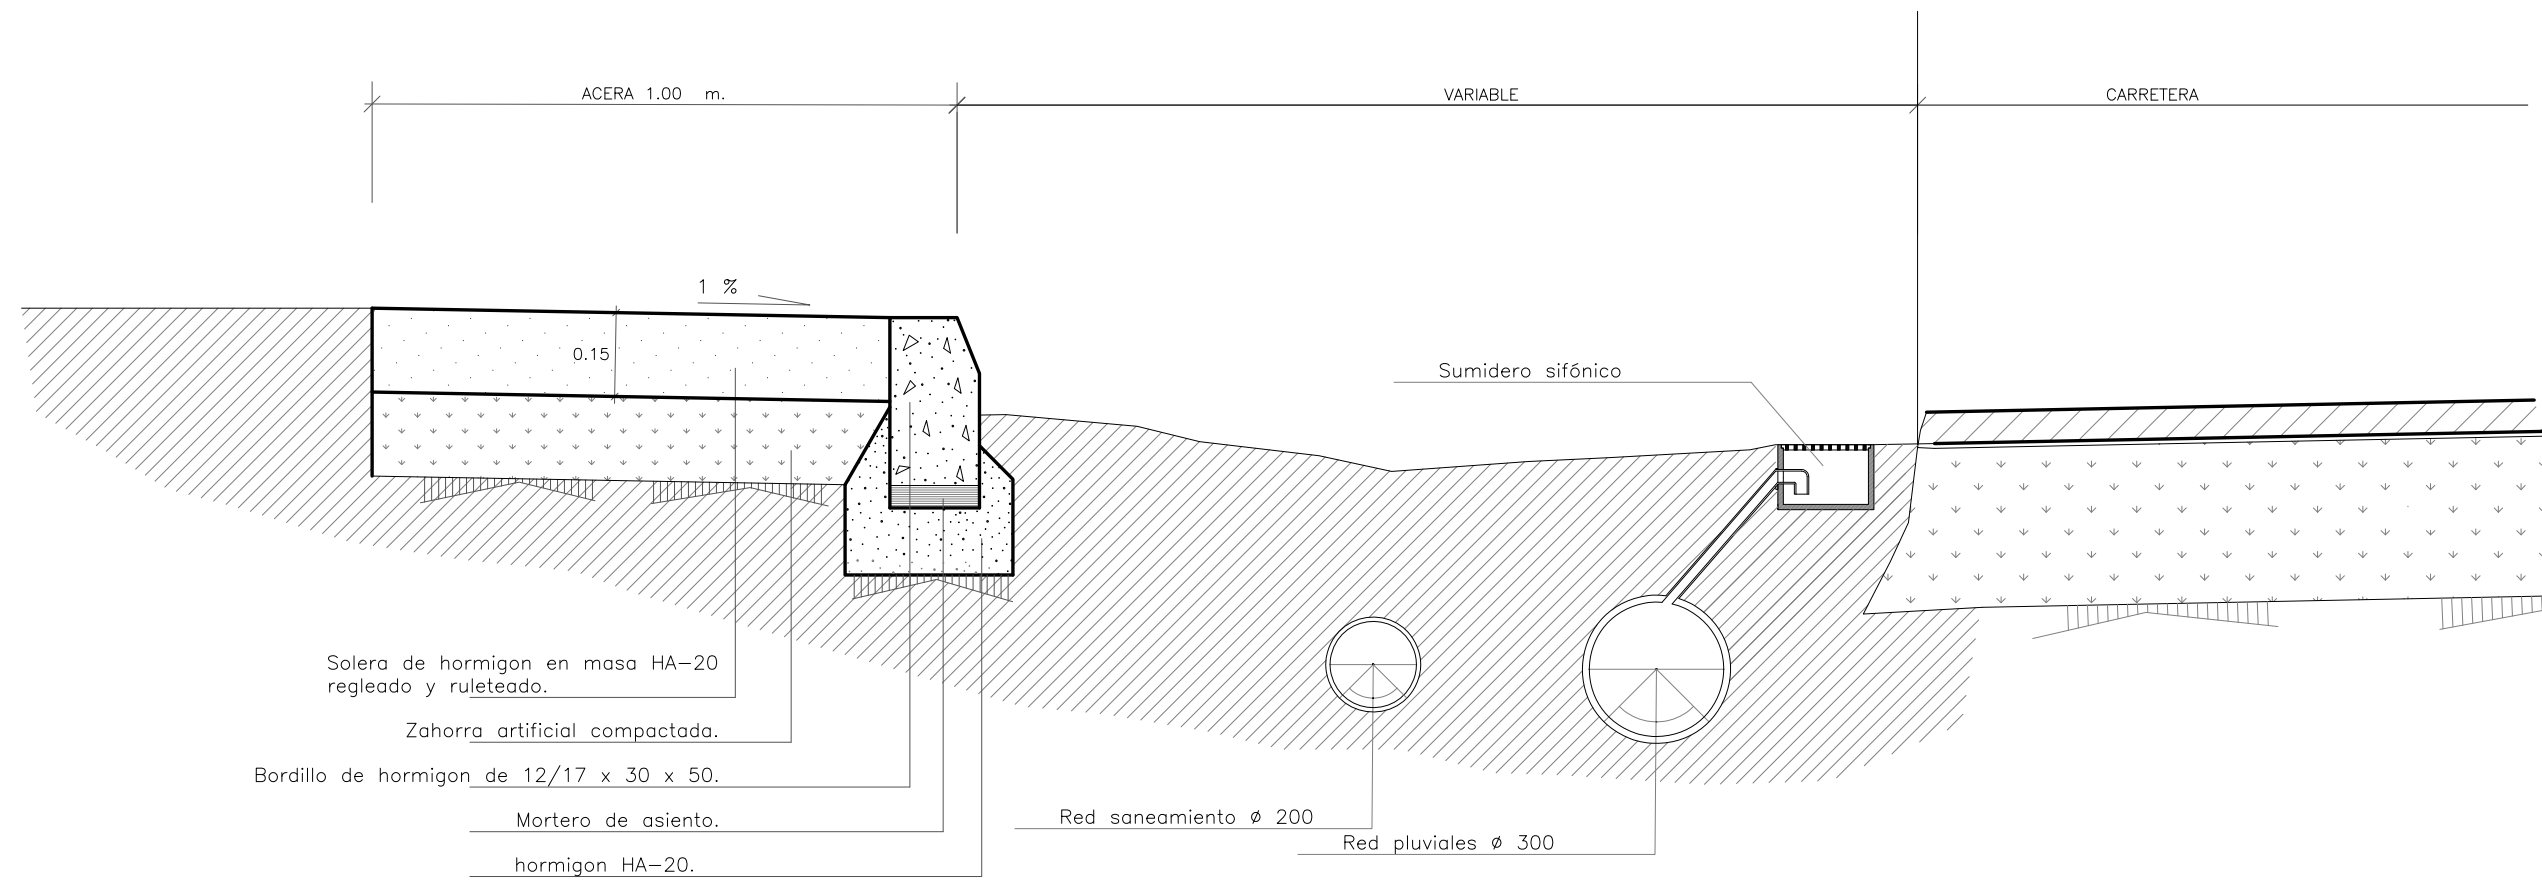 ACERA 1.00 m.
VARIABLE
CARRETERA
1 %
0.15
Sumidero sifónico
Solera de hormigon en masa HA-20
regleado y ruleteado.
Zahorra artificial compactada.
Bordillo de hormigon de 12/17 x 30 x 50.
Mortero de asiento.
hormigon HA-20.
Red saneamiento ø 200
Red pluviales ø 300